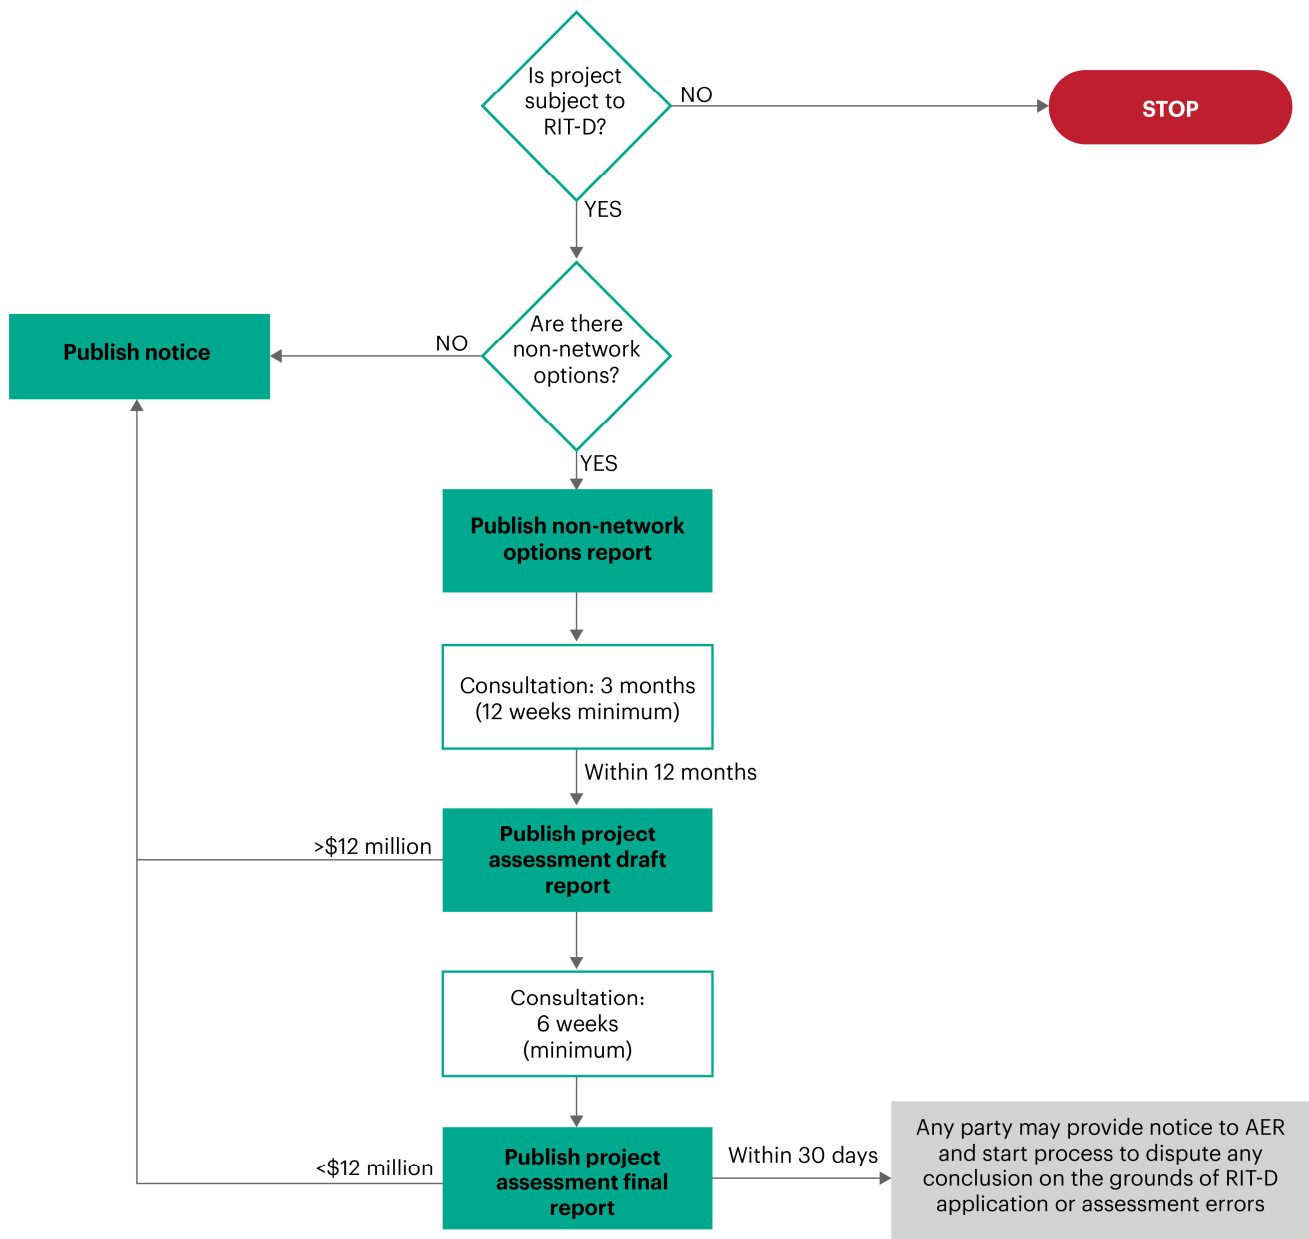 Is project
subject to
RIT-D?
NO
STOP
YES
Are there
non-network
options?
NO
Publish notice
YES
Publish non-network
options report
Consultation: 3 months
(12 weeks minimum)
Within 12 months
Publish project
assessment draft
report
>$12 million
Consultation:
6 weeks
(minimum)
Publish project
assessment final
report
<$12 million
Within 30 days
Any party may provide notice to AER
and start process to dispute any
conclusion on the grounds of RIT-D
application or assessment errors